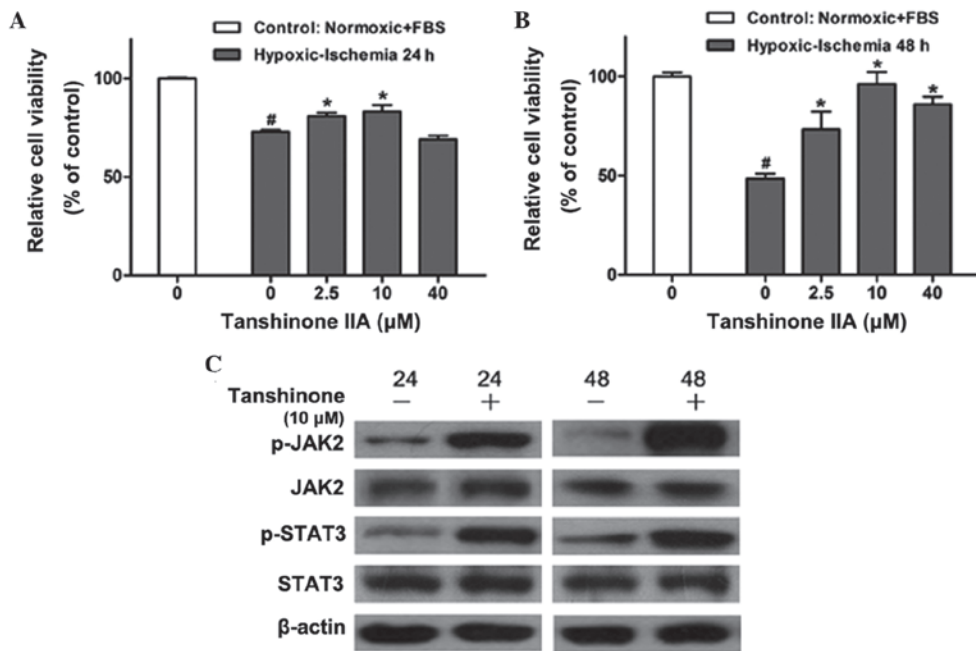 A
Control: Normoxic+FBS
Hypoxic-Ischemia 24 h
Relative cell viability
(% of control)
100
50
0
#
*
*
0
0
2.5
10
40
Tanshinone IIA (µM)
B
Control: Normoxic+FBS
Hypoxic-Ischemia 48 h
Relative cell viability
(% of control)
100
50
0
#
*
*
*
0
0
2.5
10
40
Tanshinone IIA (µM)
C
24 24 48 48
Tanshinone − + − +
(10 µM)
p-JAK2
JAK2
p-STAT3
STAT3
β-actin